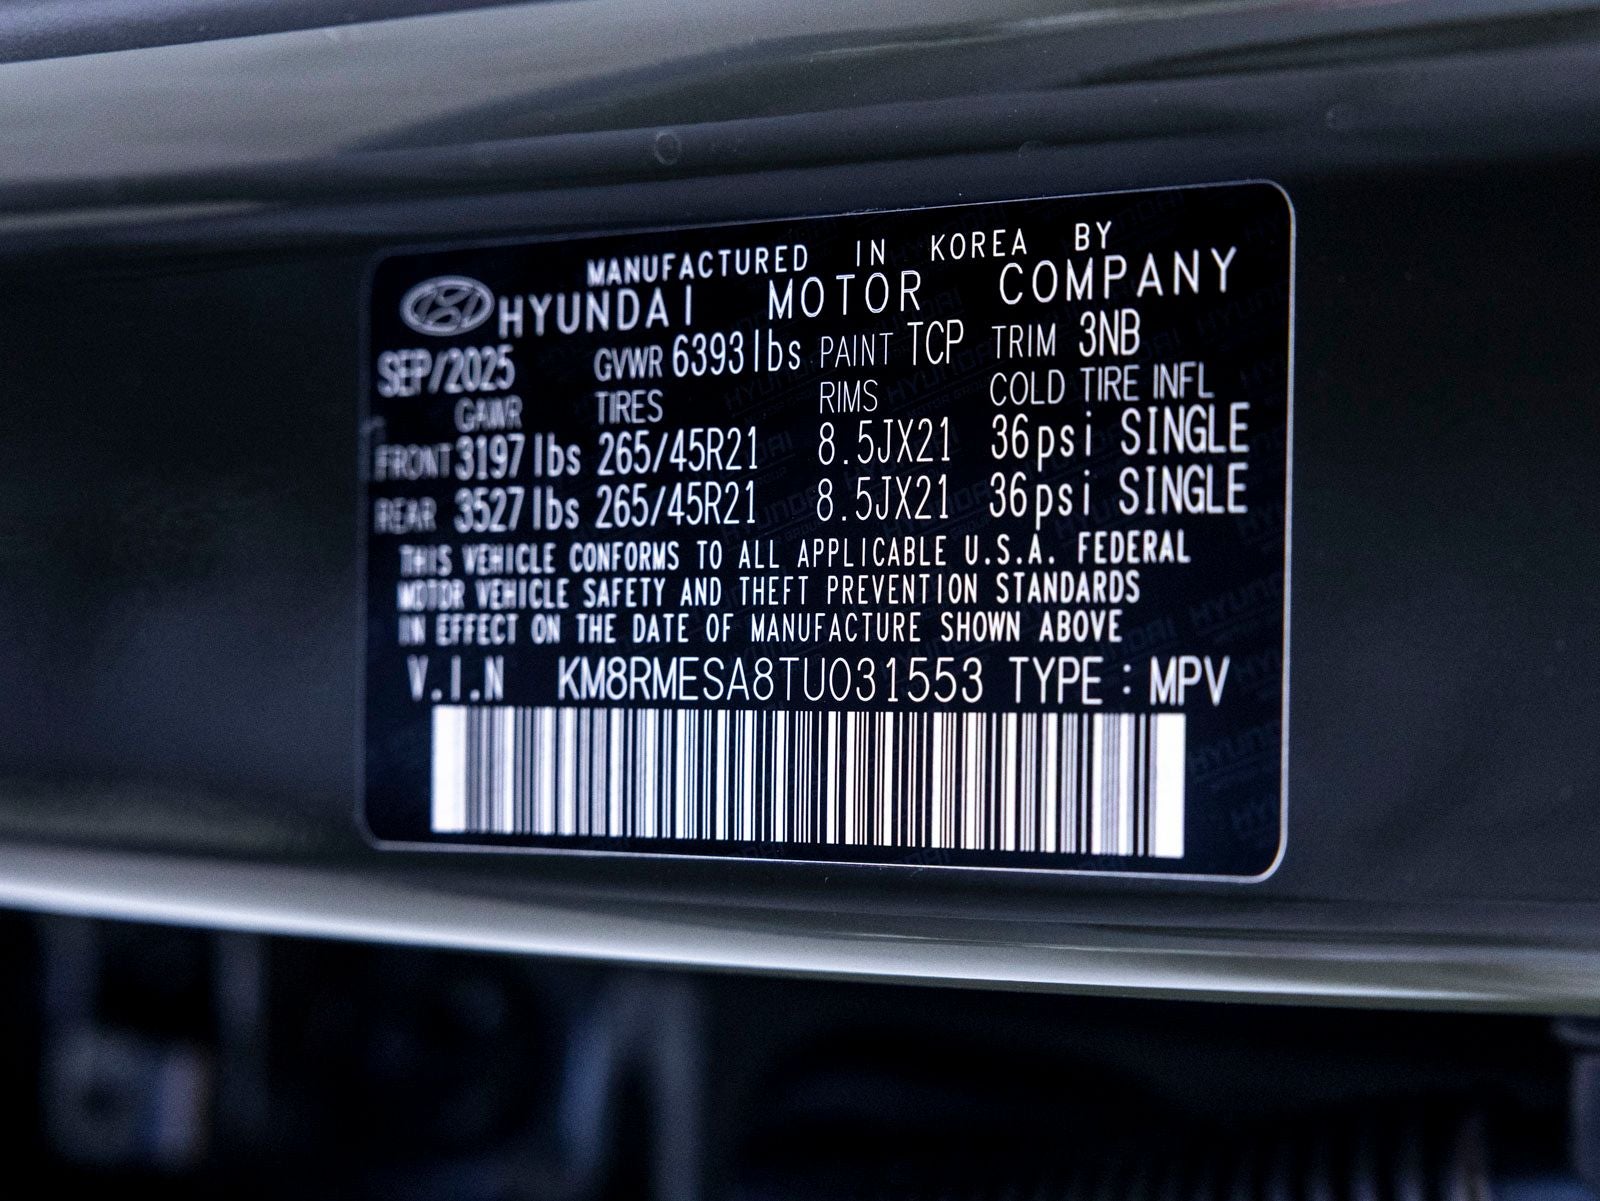 MANUFACTURED IN KOREA BY
HYUNDAI MOTOR COMPANY
SEP/2025 GVWR 6393lbs PAINT TCP TRIM 3NB
GAWR TIRES RIMS COLD TIRE INFL
FRONT 3197lbs 265/45R21 8.5JX21 36psi SINGLE
REAR 3527lbs 265/45R21 8.5JX21 36psi SINGLE
THIS VEHICLE CONFORMS TO ALL APPLICABLE U.S.A. FEDERAL
MOTOR VEHICLE SAFETY AND THEFT PREVENTION STANDARDS
IN EFFECT ON THE DATE OF MANUFACTURE SHOWN ABOVE
V.I.N KM8RMESA8TU031553 TYPE : MPV